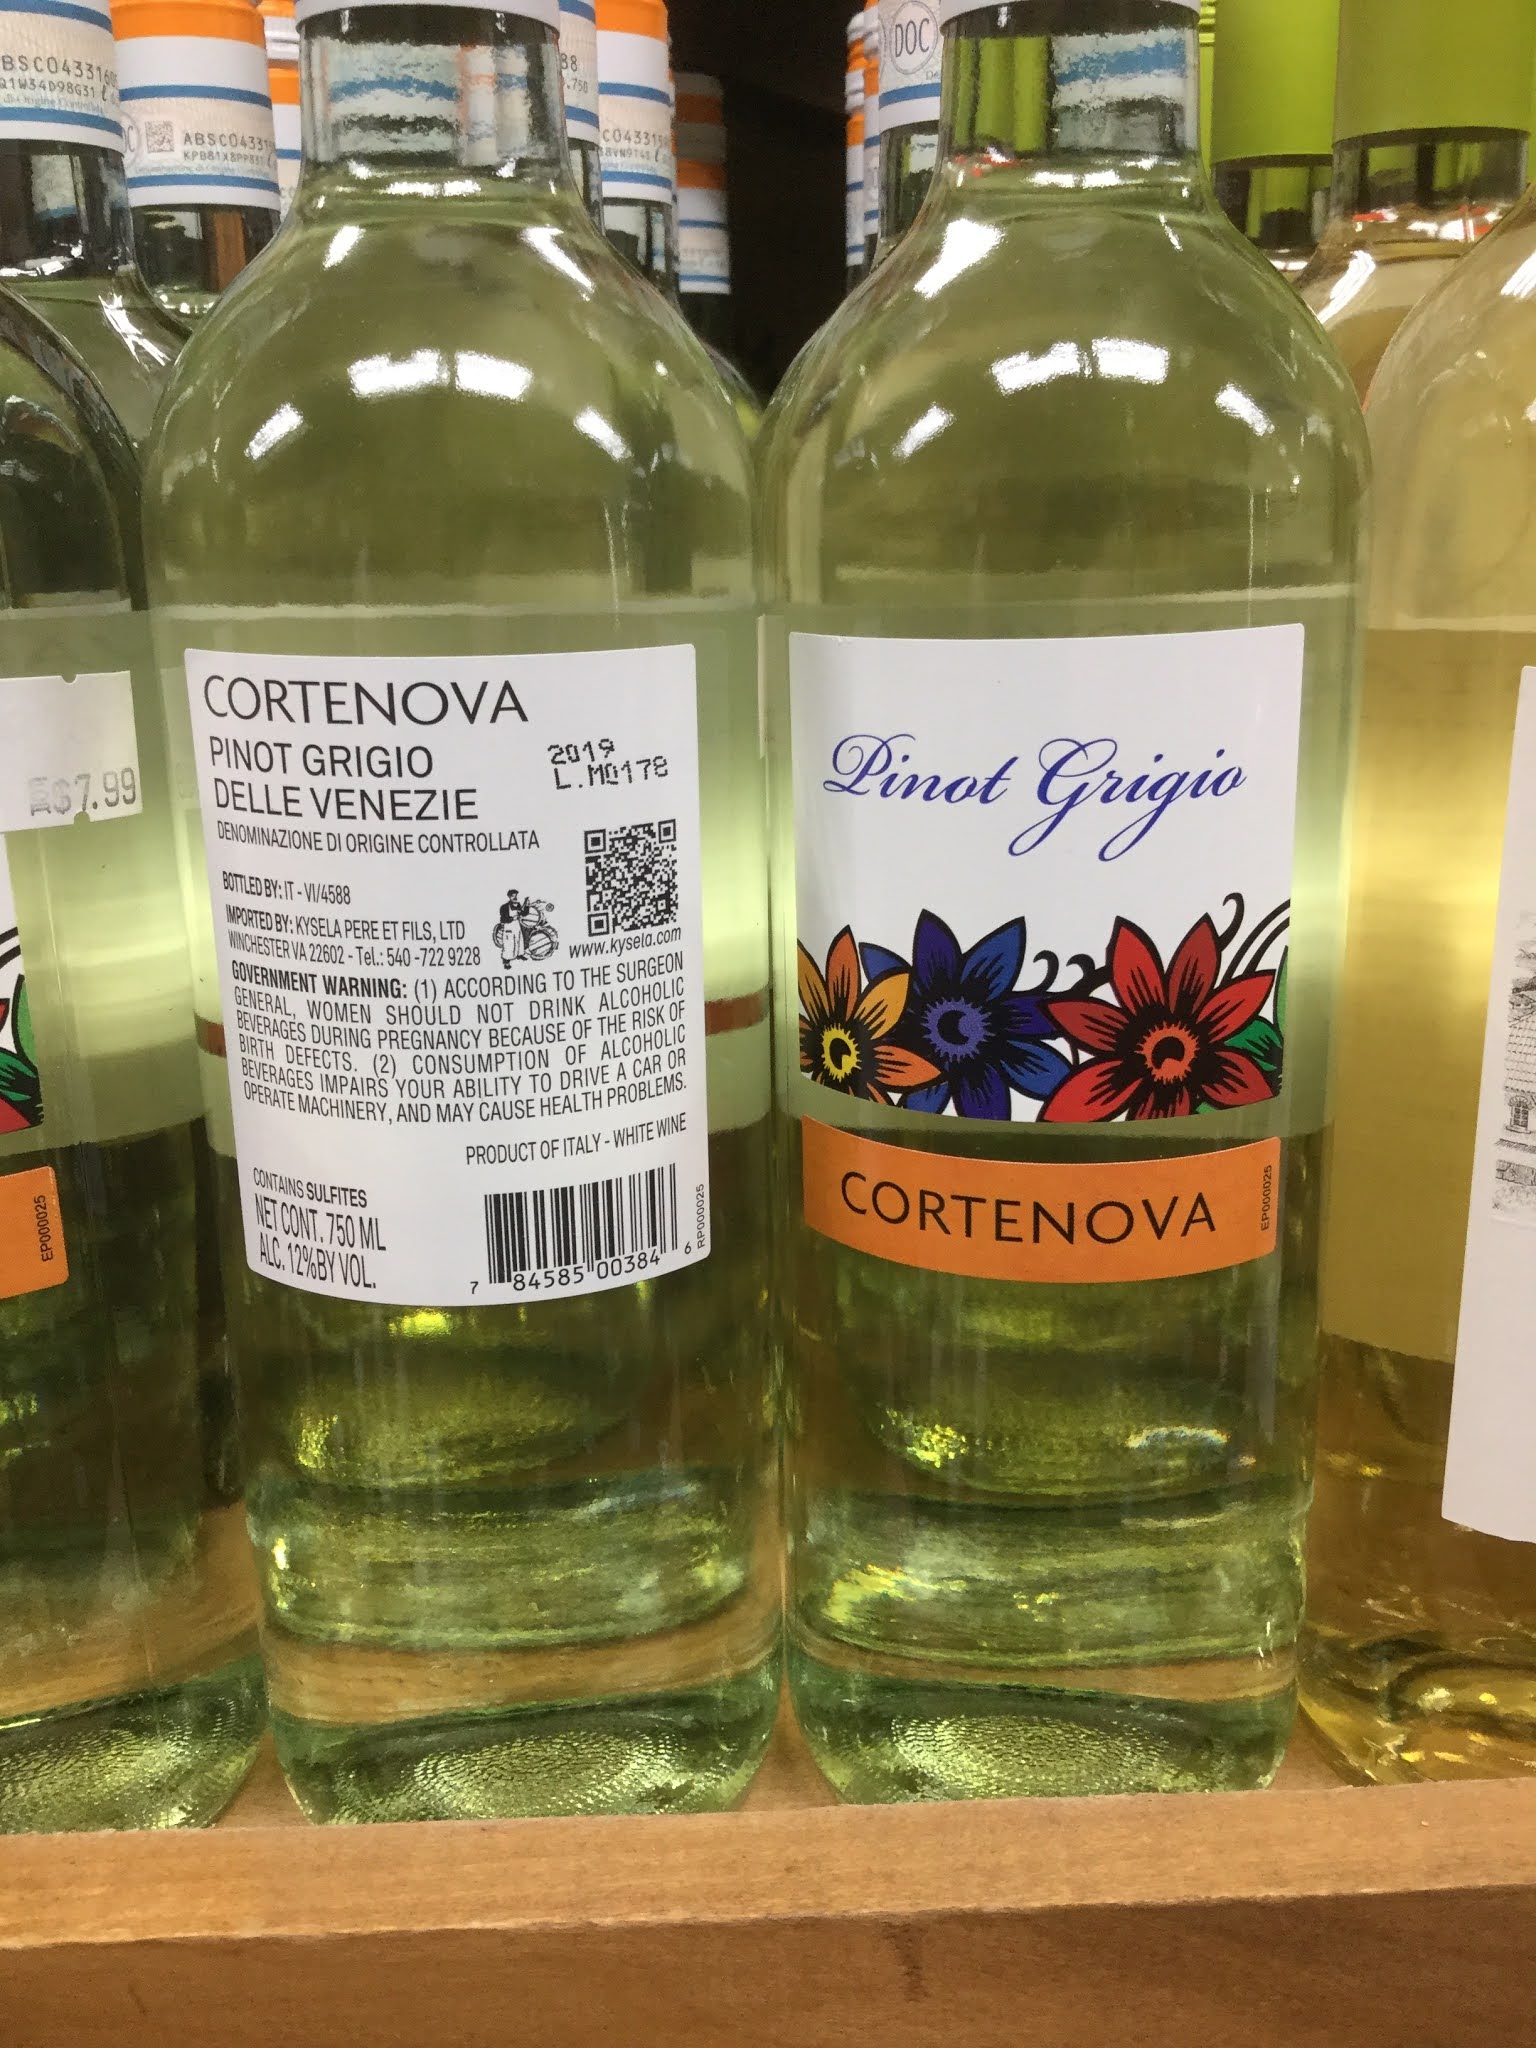 ABSCO4331
KPB81X8PP831
DOC
$7.99
CORTENOVA
PINOT GRIGIO
DELLE VENEZIE
DENOMINAZIONE DI ORIGINE CONTROLLATA
2019
L.M0178
BOTTLED BY: IT - VI/4588
IMPORTED BY: KYSELA PERE ET FILS, LTD
WINCHESTER VA 22602 - Tel.: 540 -722 9228
www.kysela.com
GOVERNMENT WARNING: (1) ACCORDING TO THE SURGEON
GENERAL, WOMEN SHOULD NOT DRINK ALCOHOLIC
BEVERAGES DURING PREGNANCY BECAUSE OF THE RISK OF
BIRTH DEFECTS. (2) CONSUMPTION OF ALCOHOLIC
BEVERAGES IMPAIRS YOUR ABILITY TO DRIVE A CAR OR
OPERATE MACHINERY, AND MAY CAUSE HEALTH PROBLEMS.
PRODUCT OF ITALY - WHITE WINE
CONTAINS SULFITES
NET CONT. 750 ML
ALC. 12%BY VOL.
7 84585 00384 6
RP000025
Pinot Grigio
CORTENOVA
EP000025
EP000025